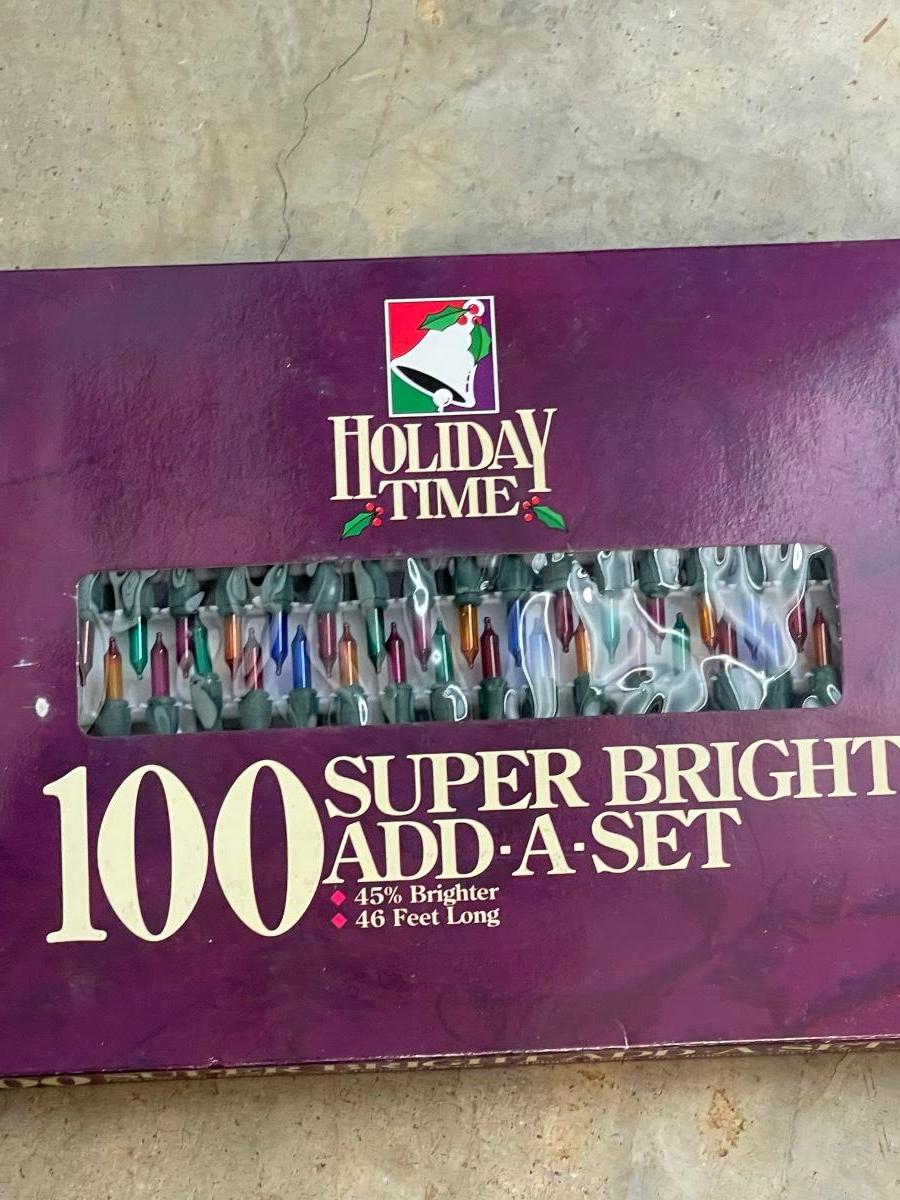 HOLIDAY
TIME
100
SUPER BRIGHT
ADD·A·SET
45% Brighter
46 Feet Long